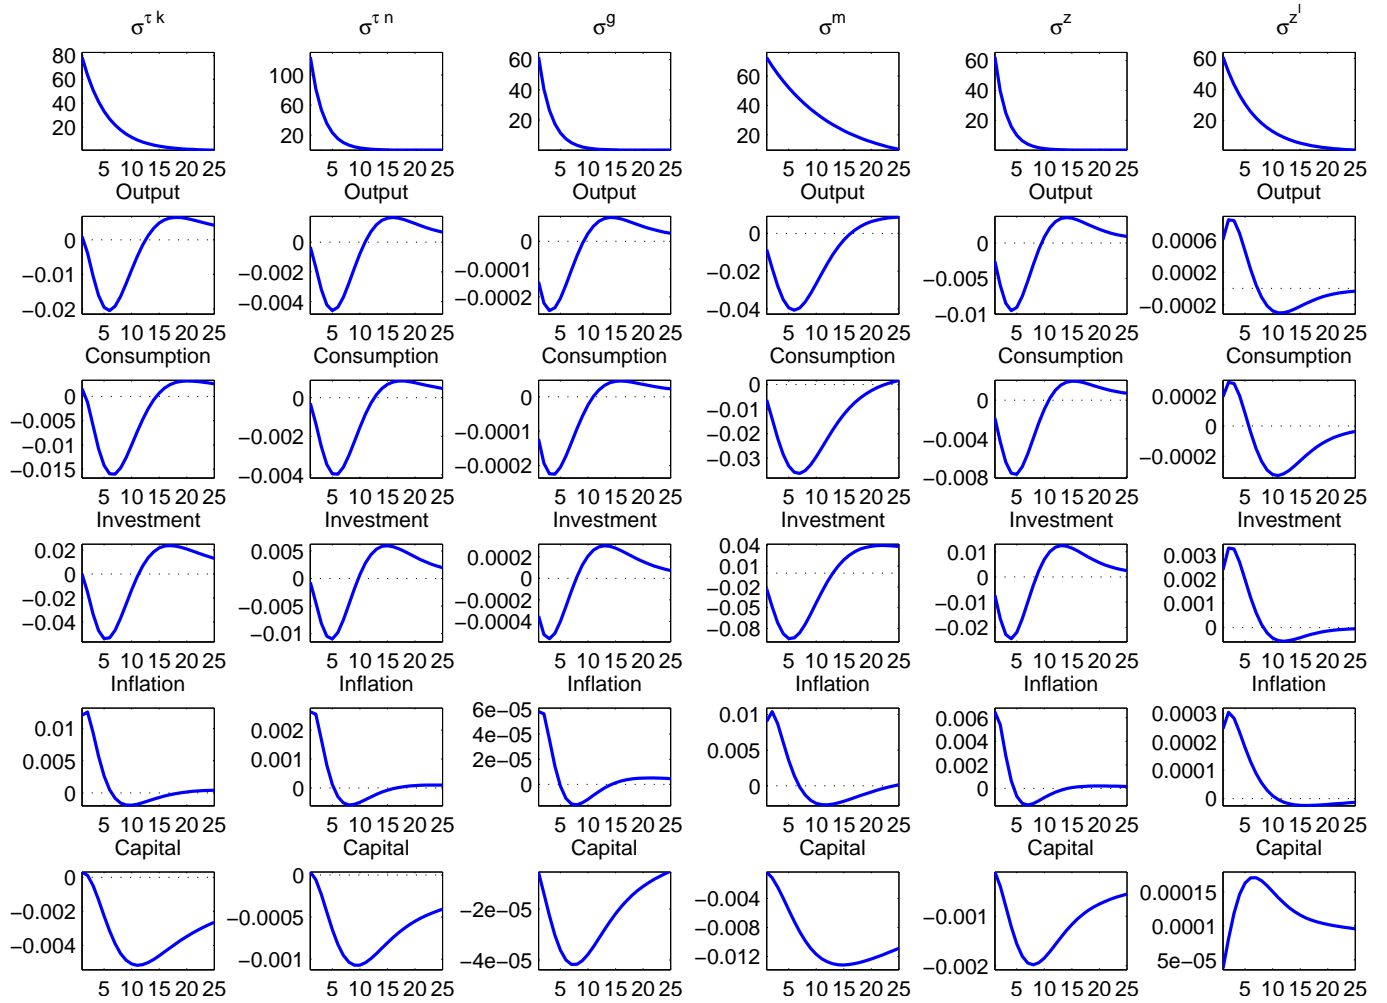 σ^{τ k} σ^{τ n} σ^g σ^m σ^z σ^{z^I}
80 60 40 20 100 60 20 60 40 20 60 40 20 60 40 20 60 40 20
5 10 15 20 25 5 10 15 20 25 5 10 15 20 25 5 10 15 20 25 5 10 15 20 25 5 10 15 20 25
Output Output Output Output Output Output
0 −0.01 −0.02 0 −0.002 −0.004 0 −0.0001 −0.0002 0 −0.02 −0.04 0 −0.005 −0.01 0.0006 0.0002 −0.0002
5 10 15 20 25 5 10 15 20 25 5 10 15 20 25 5 10 15 20 25 5 10 15 20 25 5 10 15 20 25
Consumption Consumption Consumption Consumption Consumption Consumption
0 −0.005 −0.01 −0.015 0 −0.002 −0.004 0 −0.0001 −0.0002 0 −0.01 −0.02 −0.03 0 −0.004 −0.008 0.0002 0 −0.0002
5 10 15 20 25 5 10 15 20 25 5 10 15 20 25 5 10 15 20 25 5 10 15 20 25 5 10 15 20 25
Investment Investment Investment Investment Investment Investment
0.02 0 −0.02 −0.04 0.005 0 −0.005 −0.01 0.0002 0 −0.0002 −0.0004 0.04 0.01 −0.02 −0.05 −0.08 0.01 0 −0.01 −0.02 0.003 0.002 0.001 0
5 10 15 20 25 5 10 15 20 25 5 10 15 20 25 5 10 15 20 25 5 10 15 20 25 5 10 15 20 25
Inflation Inflation Inflation Inflation Inflation Inflation
0.01 0.005 0 0.002 0.001 0 6e−05 4e−05 2e−05 0 0.01 0.005 0 0.006 0.004 0.002 0 0.0003 0.0002 0.0001 0
5 10 15 20 25 5 10 15 20 25 5 10 15 20 25 5 10 15 20 25 5 10 15 20 25 5 10 15 20 25
Capital Capital Capital Capital Capital Capital
0 −0.002 −0.004 0 −0.0005 −0.001 −2e−05 −4e−05 −0.004 −0.008 −0.012 −0.001 −0.002 0.00015 0.0001 5e−05
5 10 15 20 25 5 10 15 20 25 5 10 15 20 25 5 10 15 20 25 5 10 15 20 25 5 10 15 20 25